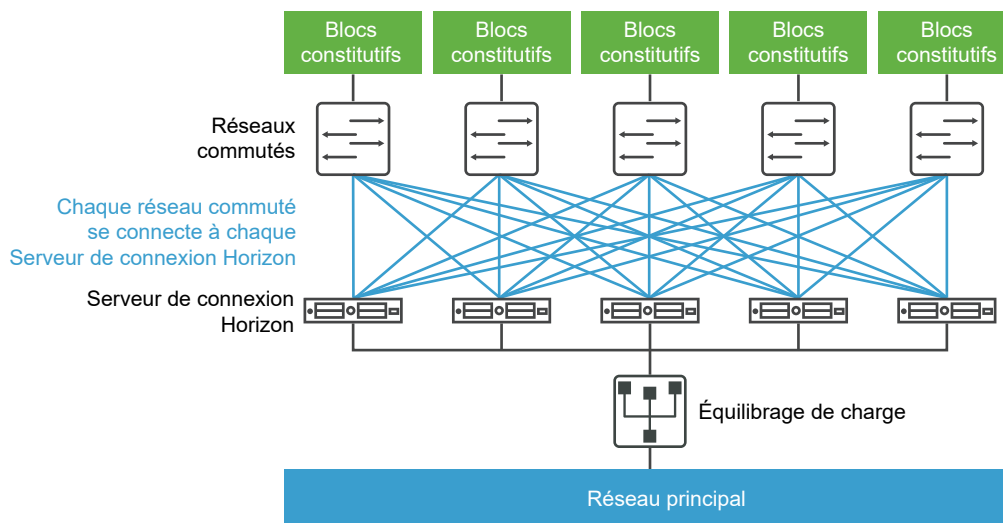 Blocs
constitutifs
Blocs
constitutifs
Blocs
constitutifs
Blocs
constitutifs
Blocs
constitutifs
Réseaux
commutés
Chaque réseau commuté
se connecte à chaque
Serveur de connexion Horizon
Serveur de connexion
Horizon
Équilibrage de charge
Réseau principal